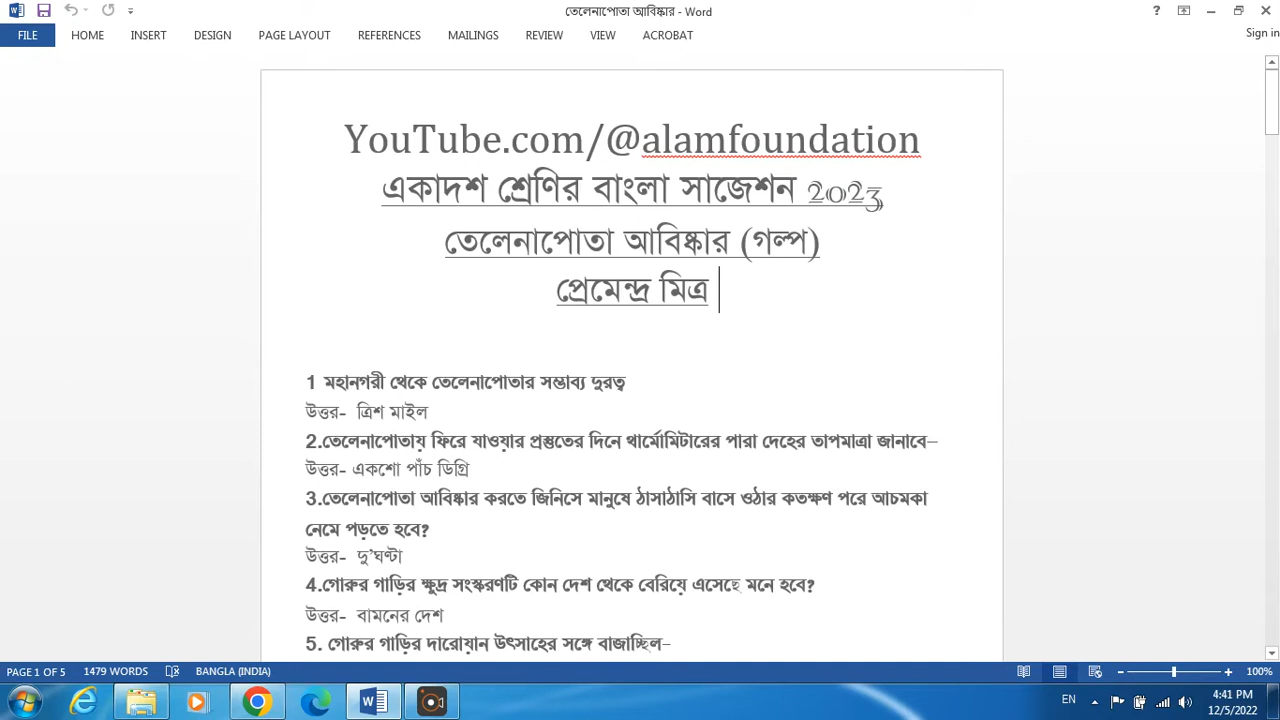 তেলেনাপোতা আবিষ্কার - Word
FILE HOME INSERT DESIGN PAGE LAYOUT REFERENCES MAILINGS REVIEW VIEW ACROBAT
Sign in
YouTube.com/@alamfoundation
একাদশ শ্রেণির বাংলা সাজেশন 2023
তেলেনাপোতা আবিষ্কার (গল্প)
প্রেমেন্দ্র মিত্র
1 মহানগরী থেকে তেলেনাপোতার সম্ভাব্য দুরত্ব
উত্তর- ত্রিশ মাইল
2.তেলেনাপোতায় ফিরে যাওয়ার প্রস্তুতের দিনে থার্মোমিটারের পারা দেহের তাপমাত্রা জানাবে–
উত্তর- একশো পাঁচ ডিগ্রি
3.তেলেনাপোতা আবিষ্কার করতে জিনিসে মানুষে ঠাসাঠাসি বাসে ওঠার কতক্ষণ পরে আচমকা
নেমে পড়তে হবে?
উত্তর- দু’ঘণ্টা
4.গোরুর গাড়ির ক্ষুদ্র সংস্করণটি কোন দেশ থেকে বেরিয়ে এসেছে মনে হবে?
উত্তর- বামনের দেশ
5. গোরুর গাড়ির দারোয়ান উৎসাহের সঙ্গে বাজাচ্ছিল–
PAGE 1 OF 5 1479 WORDS BANGLA (INDIA) 100%
EN 4:41 PM
12/5/2022